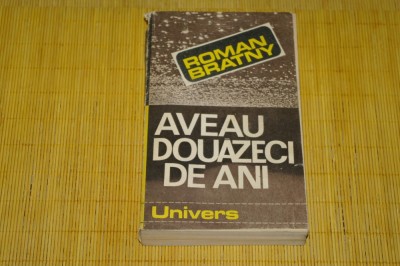 ROMAN
BRATNY
AVEAU
DOUAZECI
DE ANI
Univers